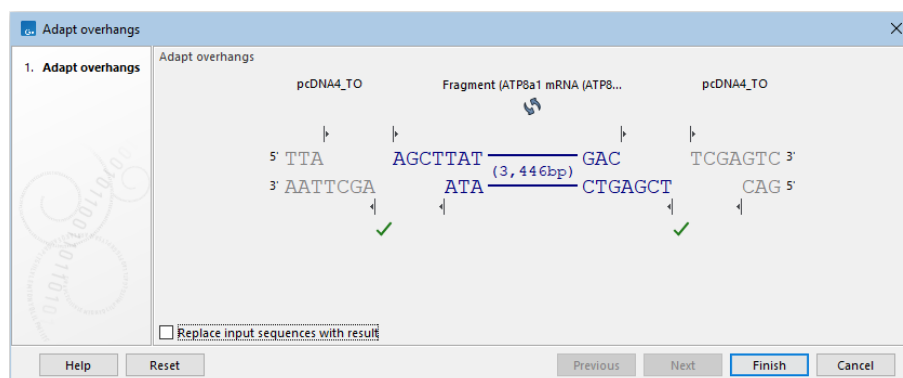 Adapt overhangs
1. Adapt overhangs
Adapt overhangs
pcDNA4_TO Fragment (ATP8a1 mRNA (ATP8... pcDNA4_TO
5' TTA AGCTTAT GAC TCGAGTC 3'
(3,446bp)
3' AATTCGA ATA CTGAGCT CAG 5'
Replace input sequences with result
Help Reset Previous Next Finish Cancel